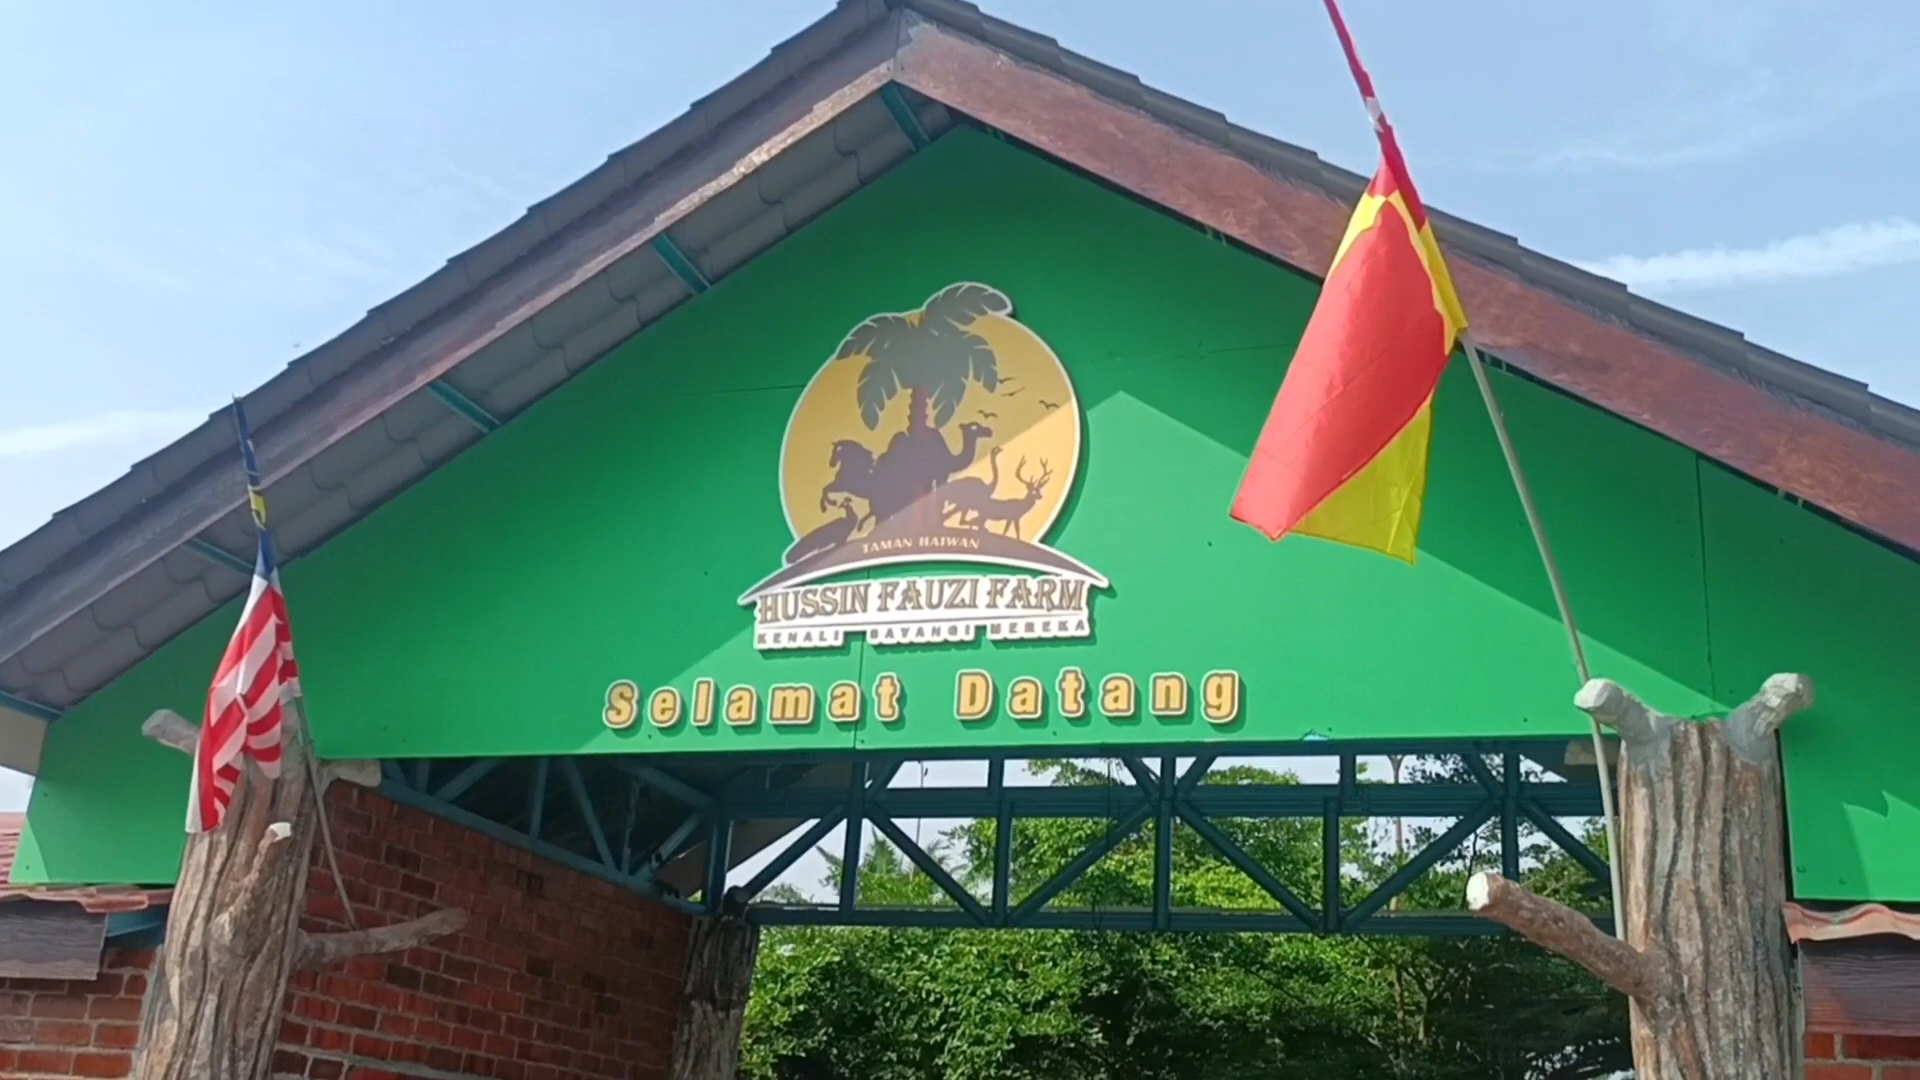 TAMAN HAIWAN
HUSSIN FAUZI FARM
KENALI SAYANGI MEREKA
Selamat Datang